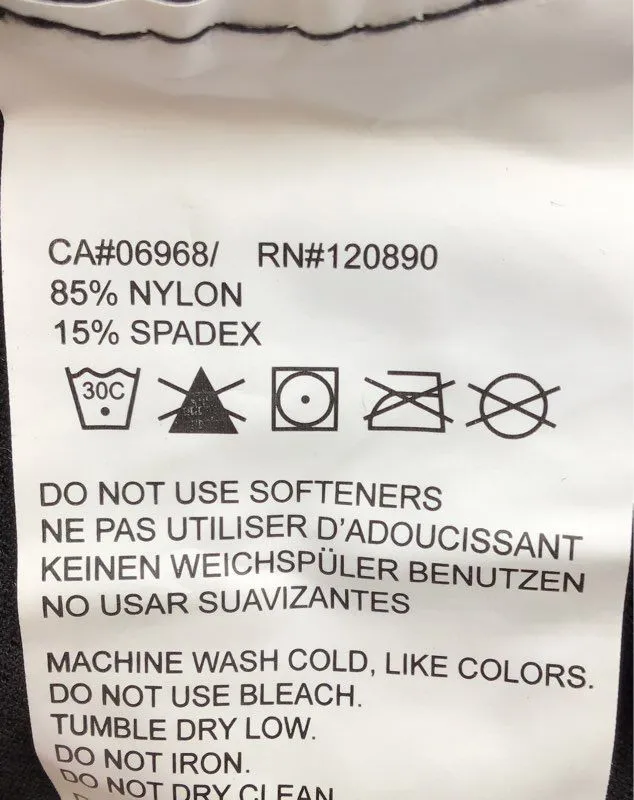 CA#06968/ RN#120890
85% NYLON
15% SPADEX
30C
DO NOT USE SOFTENERS
NE PAS UTILISER D'ADOUCISSANT
KEINEN WEICHSPÜLER BENUTZEN
NO USAR SUAVIZANTES
MACHINE WASH COLD, LIKE COLORS.
DO NOT USE BLEACH.
TUMBLE DRY LOW.
DO NOT IRON.
DO NOT DRY CLEAN